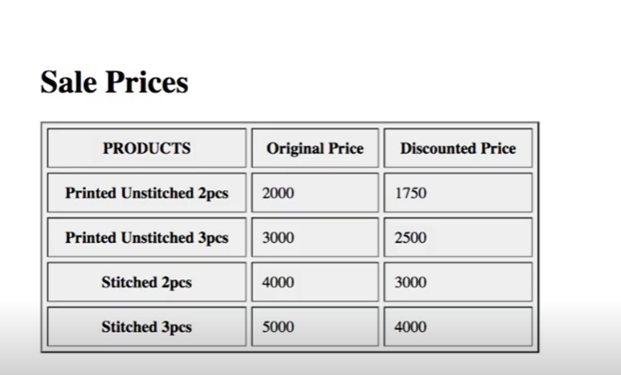 Sale Prices
PRODUCTS Original Price Discounted Price
Printed Unstitched 2pcs 2000 1750
Printed Unstitched 3pcs 3000 2500
Stitched 2pcs 4000 3000
Stitched 3pcs 5000 4000